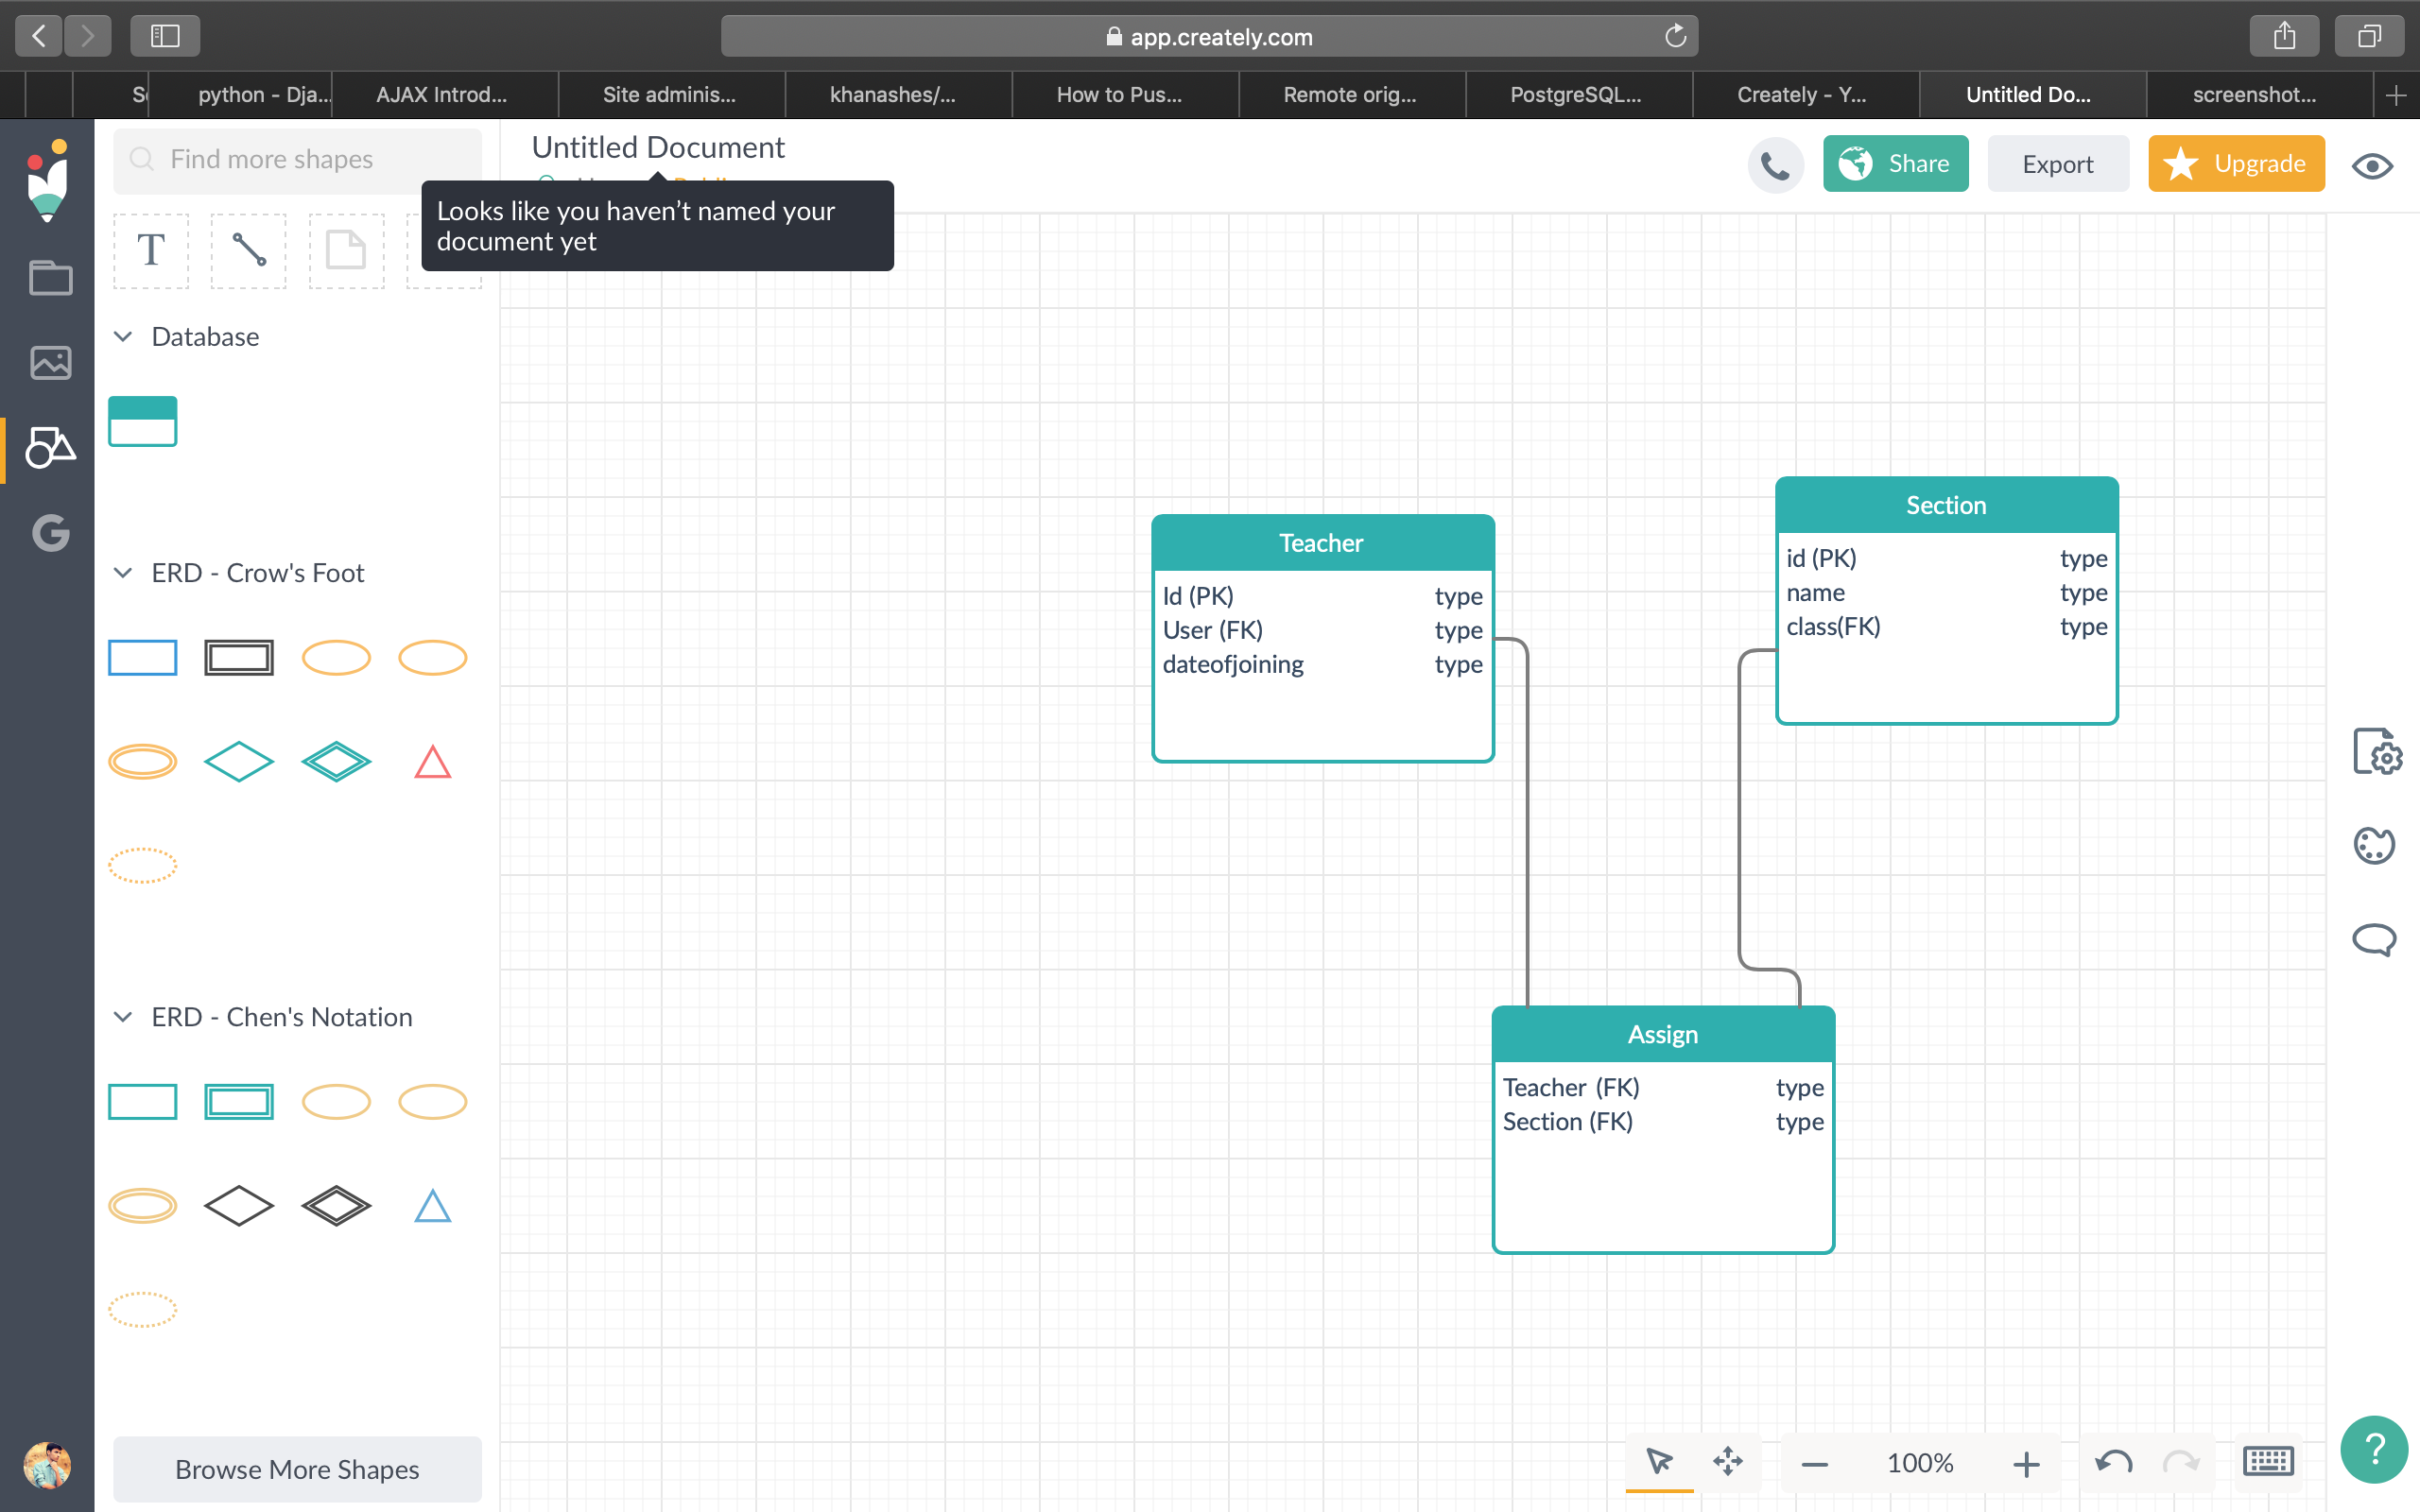 app.creately.com
python - Dja...
AJAX Introd...
Site adminis...
khanashes/...
How to Pus...
Remote orig...
PostgreSQL...
Creately - Y...
Untitled Do...
screenshot...
Find more shapes
Untitled Document
Share
Export
Upgrade
Looks like you haven't named your
document yet
T
Database
G
ERD - Crow's Foot
ERD - Chen's Notation
Browse More Shapes
Teacher
Id (PK) type
User (FK) type
dateofjoining type
Section
id (PK) type
name type
class(FK) type
Assign
Teacher (FK) type
Section (FK) type
100%
?